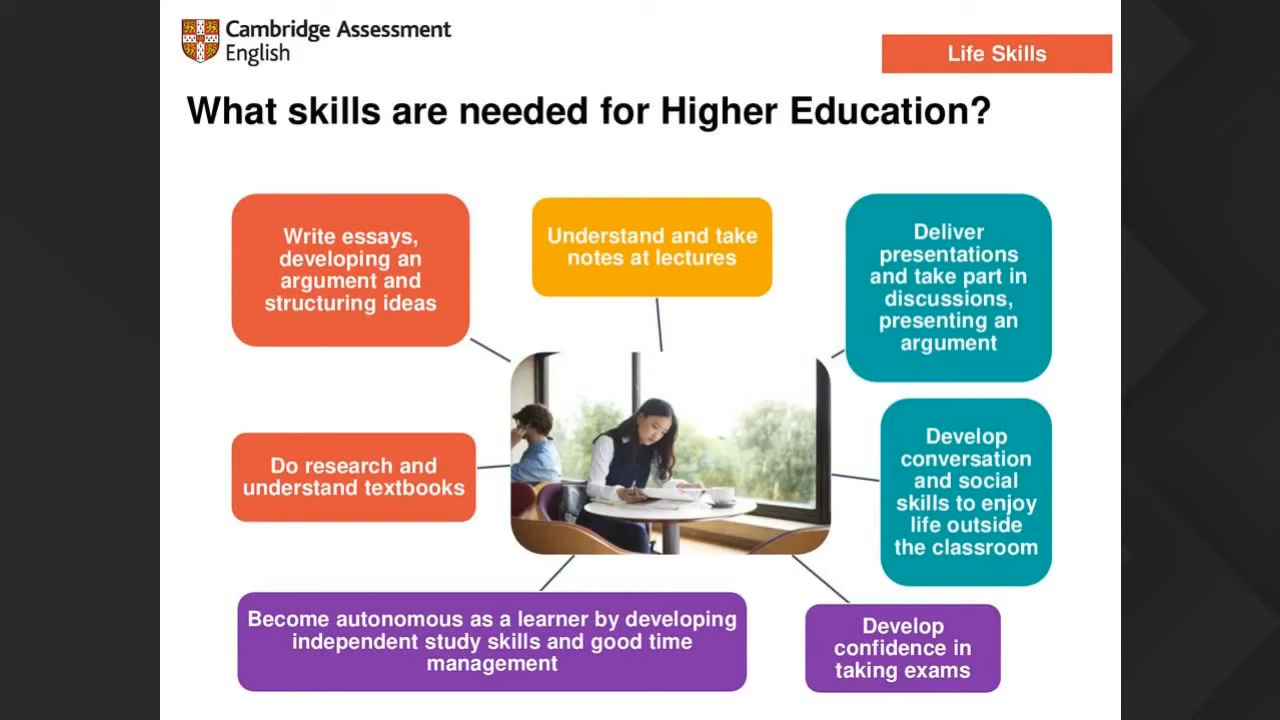 Cambridge Assessment
English
Life Skills
What skills are needed for Higher Education?
Write essays,
developing an
argument and
structuring ideas
Understand and take
notes at lectures
Deliver
presentations
and take part in
discussions,
presenting an
argument
Do research and
understand textbooks
Develop
conversation
and social
skills to enjoy
life outside
the classroom
Become autonomous as a learner by developing
independent study skills and good time
management
Develop
confidence in
taking exams